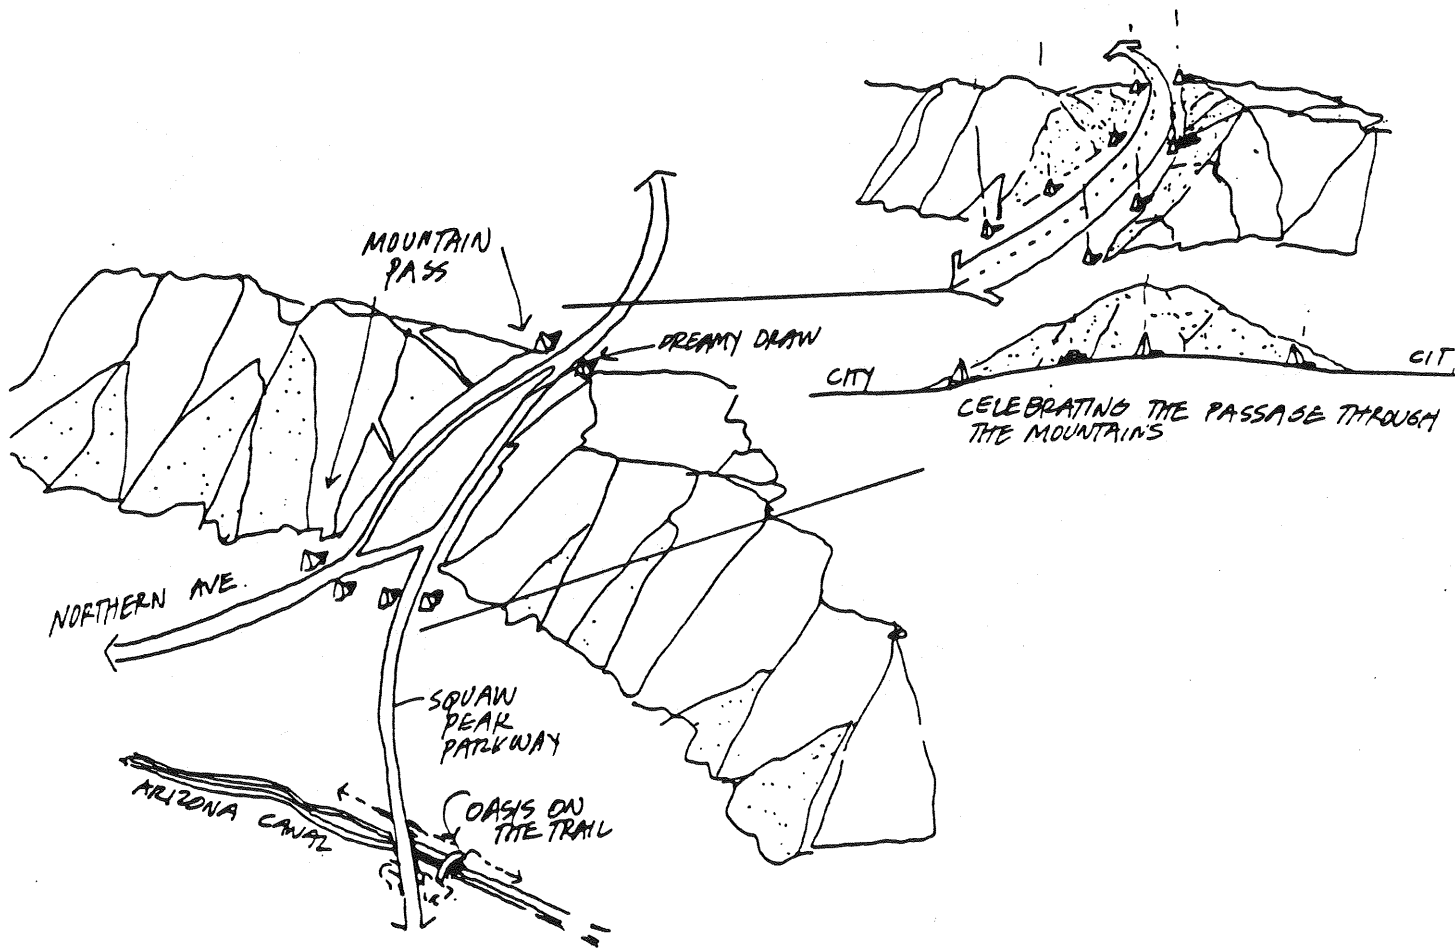 MOUNTAIN
PASS
DREAMY DRAW
CITY
CIT
CELEBRATING THE PASSAGE THROUGH
THE MOUNTAINS
NORTHERN AVE.
SQUAW
PEAK
PARKWAY
ARIZONA CANAL
OASIS ON
THE TRAIL